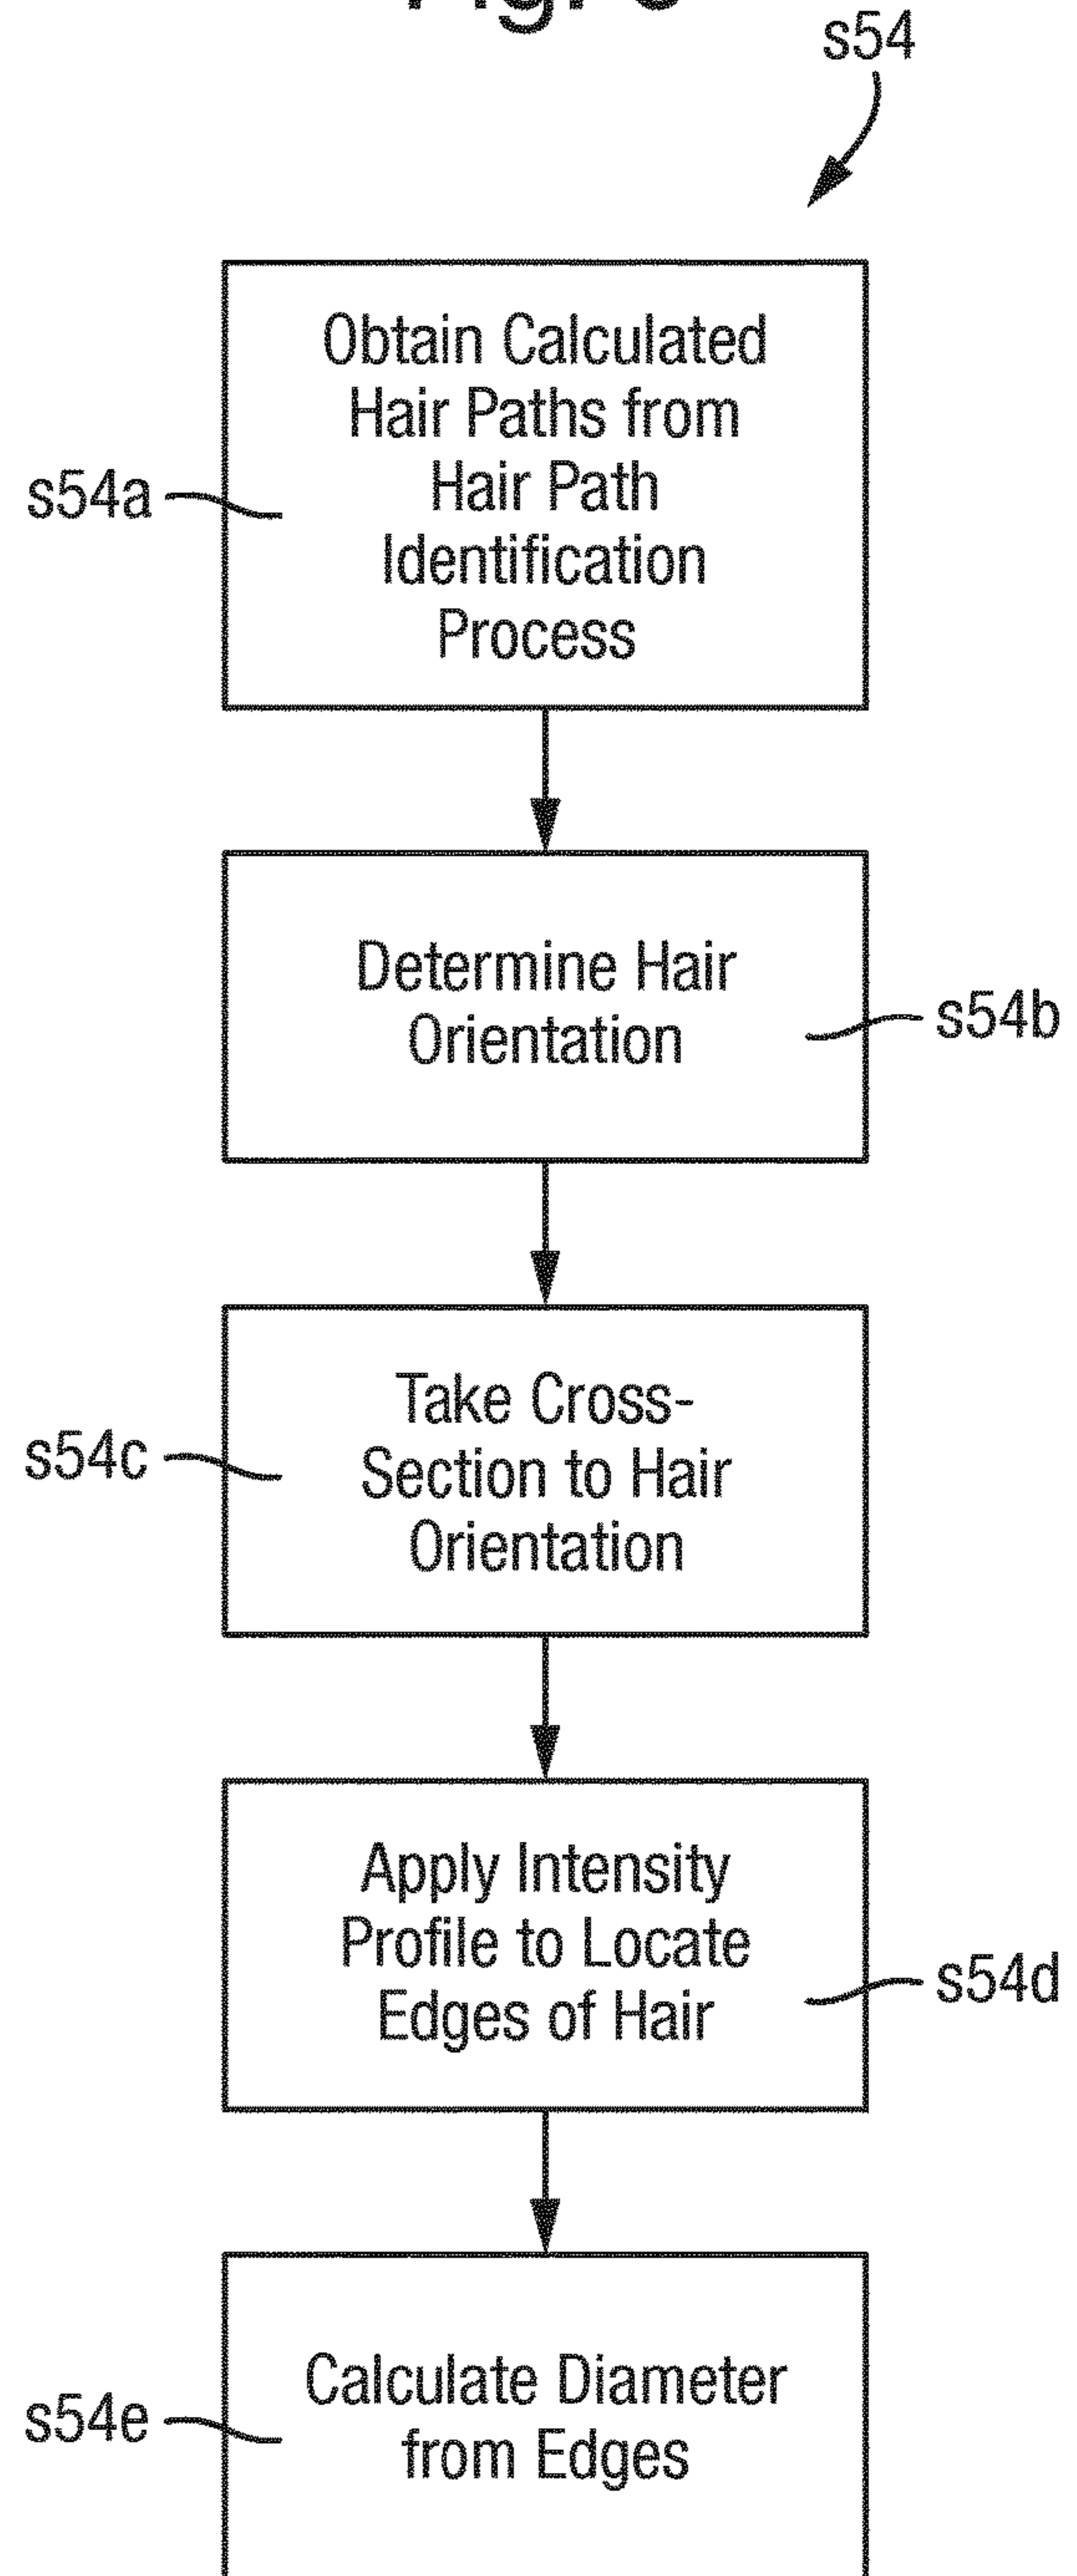 s54
Obtain Calculated
Hair Paths from
Hair Path
Identification
Process
s54a
Determine Hair
Orientation
s54b
Take Cross-
Section to Hair
Orientation
s54c
Apply Intensity
Profile to Locate
Edges of Hair
s54d
Calculate Diameter
from Edges
s54e